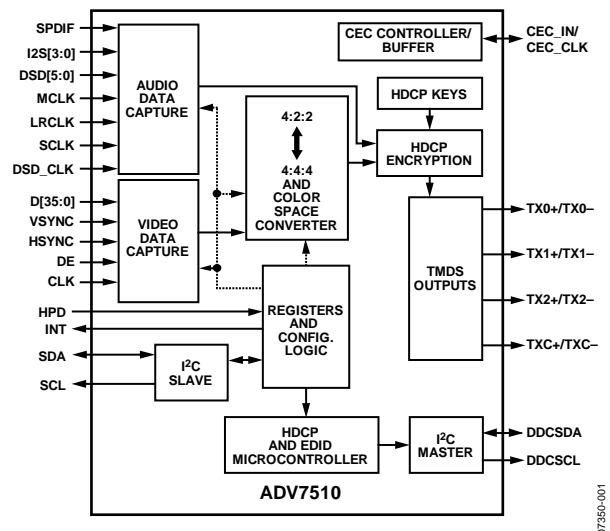 SPDIF
I2S[3:0]
DSD[5:0]
MCLK
LRCLK
SCLK
DSD_CLK
D[35:0]
VSYNC
HSYNC
DE
CLK
HPD
INT
SDA
SCL
AUDIO
DATA
CAPTURE
VIDEO
DATA
CAPTURE
I2C
SLAVE
4:2:2
4:4:4
AND
COLOR
SPACE
CONVERTER
REGISTERS
AND
CONFIG.
LOGIC
HDCP
AND EDID
MICROCONTROLLER
CEC CONTROLLER/
BUFFER
HDCP KEYS
HDCP
ENCRYPTION
TMDS
OUTPUTS
I2C
MASTER
CEC_IN/
CEC_CLK
TX0+/TX0–
TX1+/TX1–
TX2+/TX2–
TXC+/TXC–
DDCSDA
DDCSCL
ADV7510
07350-001